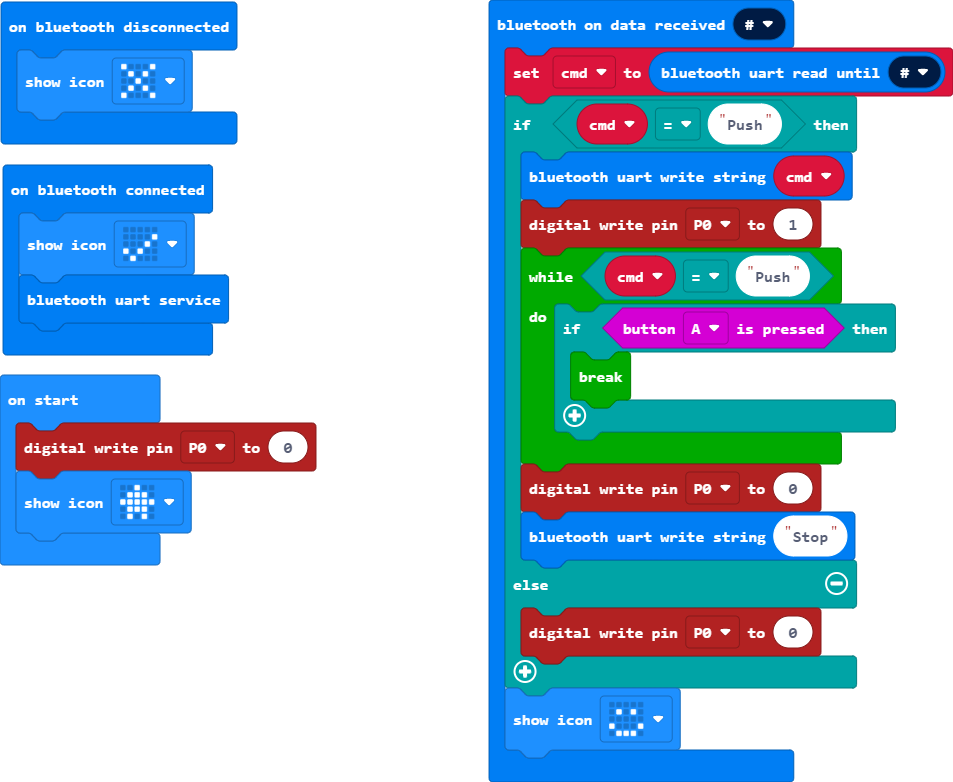 on bluetooth disconnected
show icon
on bluetooth connected
show icon
bluetooth uart service
on start
digital write pin P0 to 0
show icon
bluetooth on data received #
set cmd to bluetooth uart read until #
if cmd = "Push" then
bluetooth uart write string cmd
digital write pin P0 to 1
while cmd = "Push"
do if button A is pressed then
break
digital write pin P0 to 0
bluetooth uart write string "Stop"
else
digital write pin P0 to 0
show icon